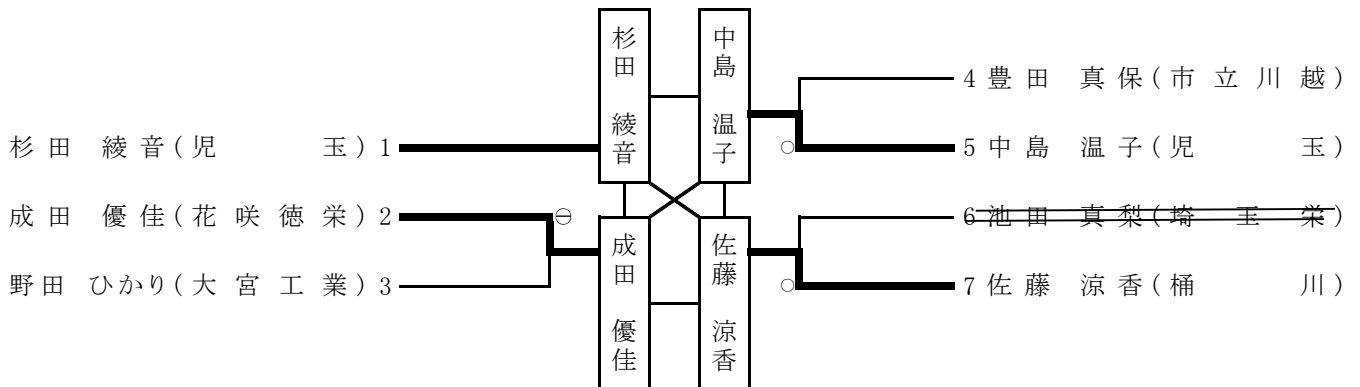 杉田 綾音(児 玉)1
成田 優佳(花咲徳栄)2
野田 ひかり(大宮工業)3
杉田 綾音
中島 温子
成田 優佳
佐藤 涼香
4 豊田 真保(市立川越)
5 中島 温子(児 玉)
6 池田 真梨(埼玉栄)
7 佐藤 涼香(桶 川)